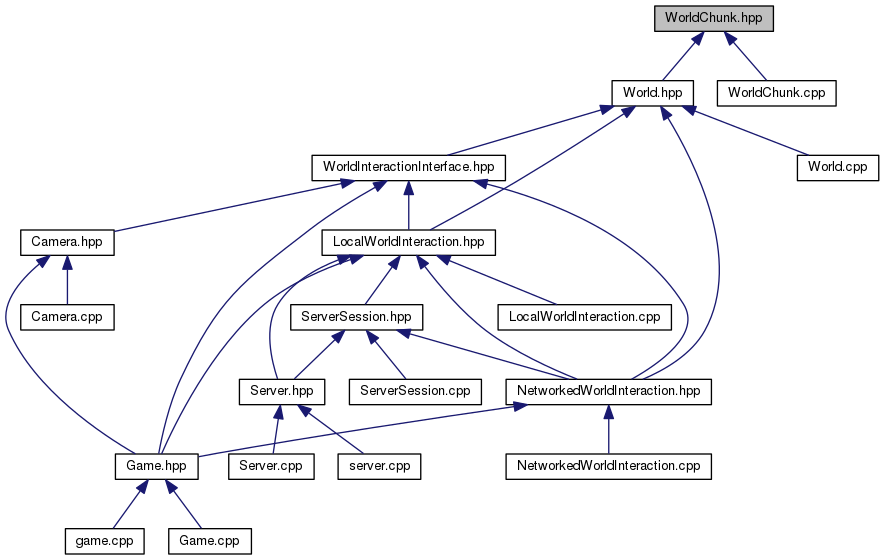 WorldChunk.hpp
World.hpp
WorldChunk.cpp
WorldInteractionInterface.hpp
World.cpp
Camera.hpp
LocalWorldInteraction.hpp
Camera.cpp
ServerSession.hpp
LocalWorldInteraction.cpp
Server.hpp
ServerSession.cpp
NetworkedWorldInteraction.hpp
Game.hpp
Server.cpp
server.cpp
NetworkedWorldInteraction.cpp
game.cpp
Game.cpp